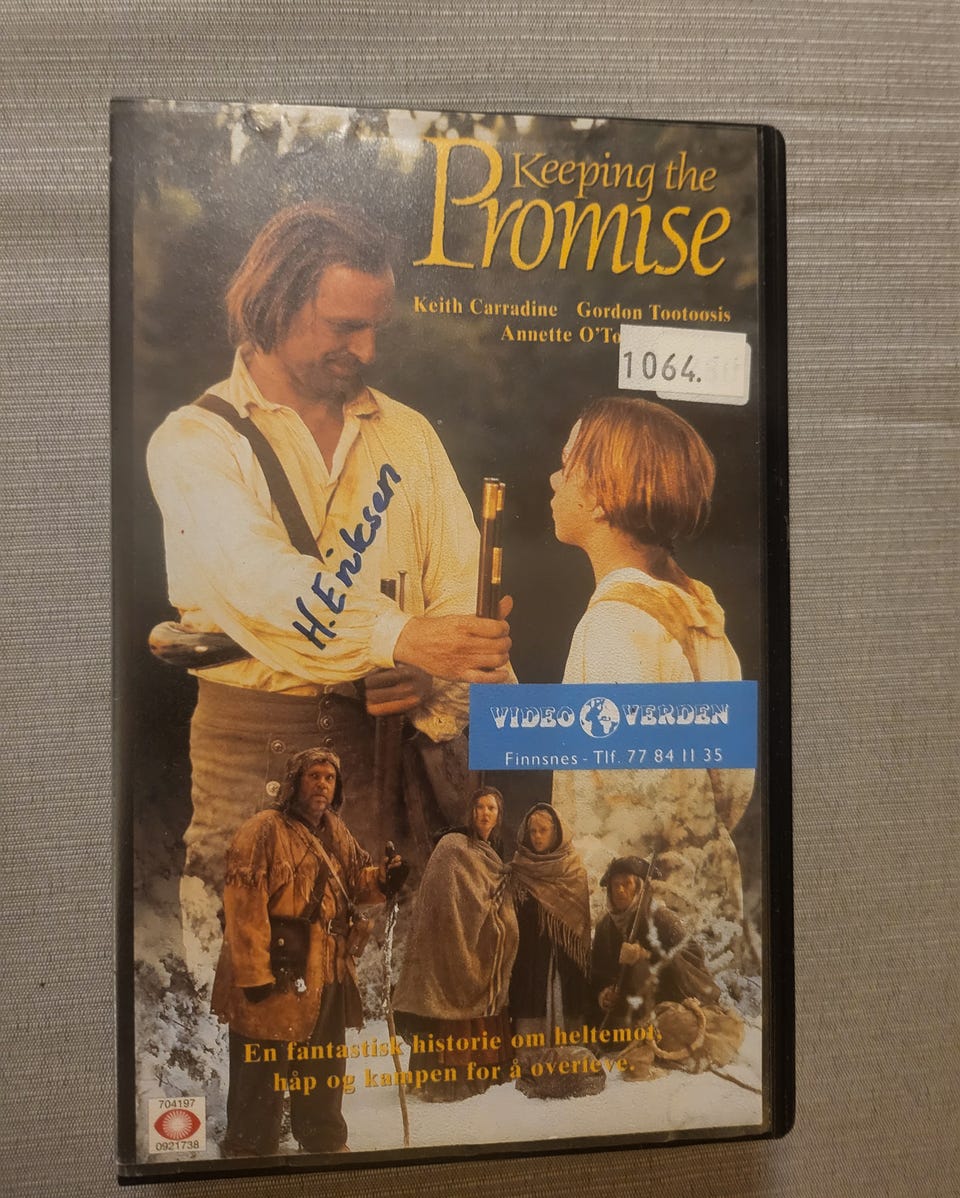 Keeping the
Promise
Keith Carradine Gordon Tootoosis
Annette O'To
1064.
H. Eriksen
VIDEO VERDEN
Finnsnes - Tlf. 77 84 11 35
En fantastisk historie om heltemot,
håp og kampen for å overleve.
704197
0921738